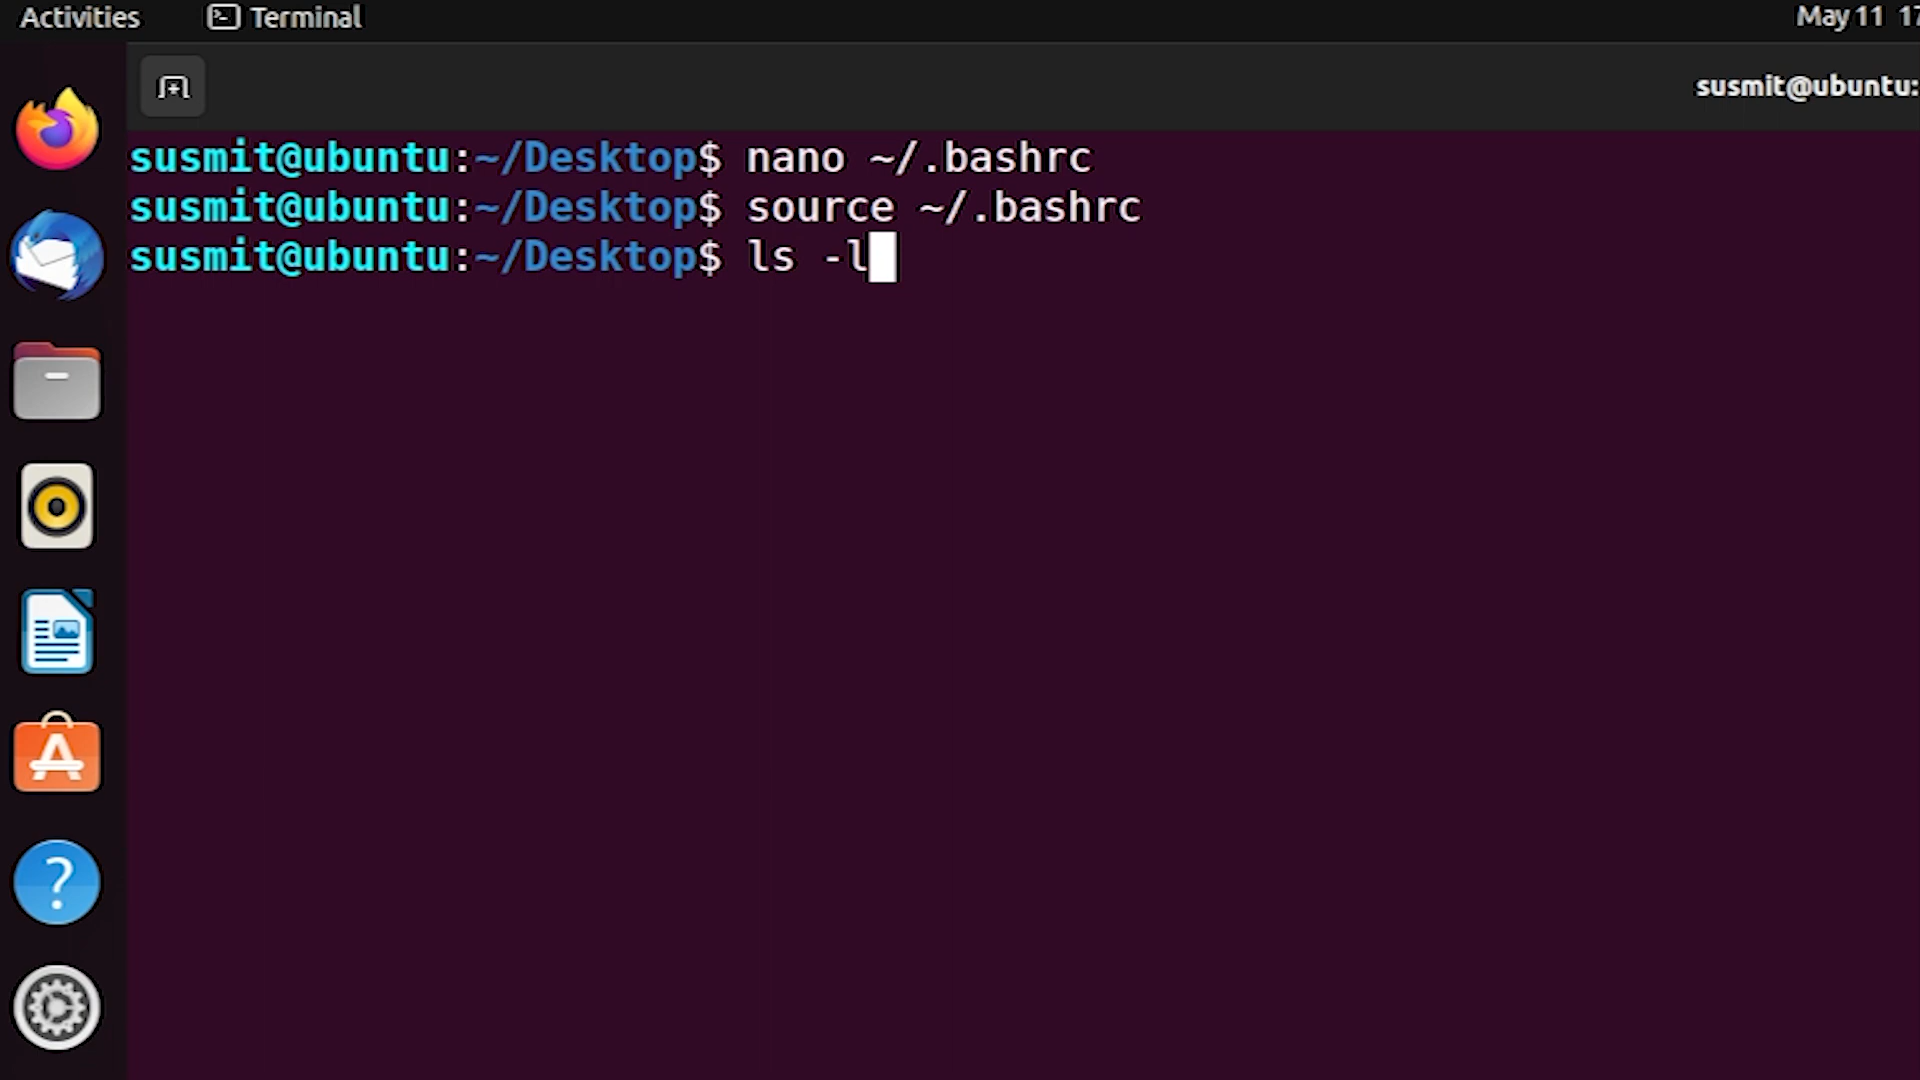 Activities Terminal May 11 17
susmit@ubuntu:
susmit@ubuntu:~/Desktop$ nano ~/.bashrc
susmit@ubuntu:~/Desktop$ source ~/.bashrc
susmit@ubuntu:~/Desktop$ ls -l